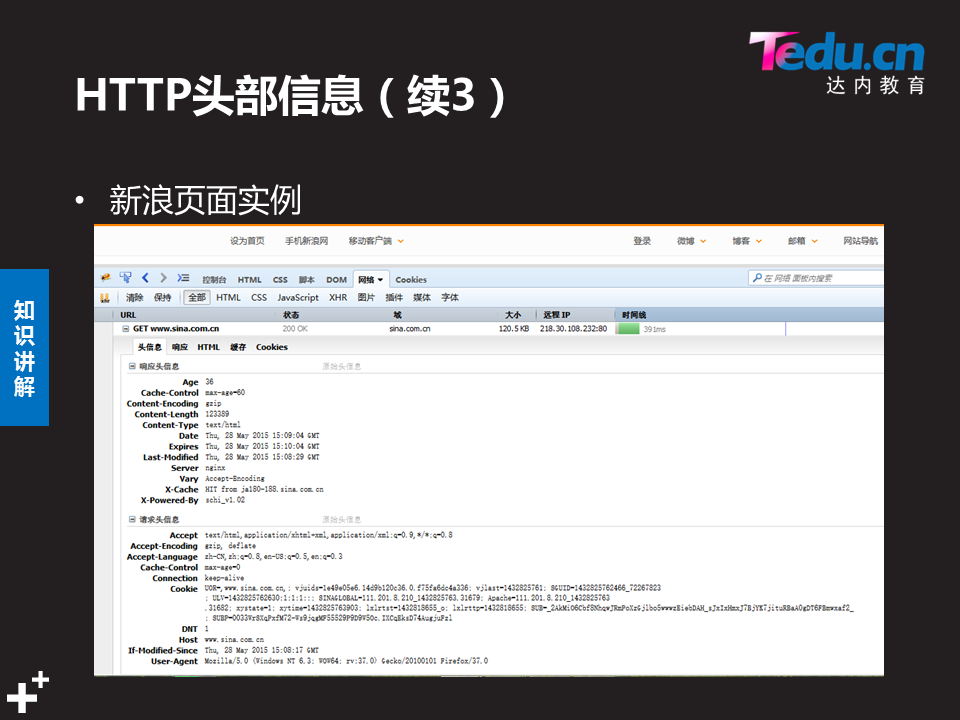 Tedu.cn
达内教育
HTTP头部信息（续3）
• 新浪页面实例
知识讲解
设为首页 手机新浪网 移动客户端 登录 微博 博客 邮箱 网站导航
控制台 HTML CSS 脚本 DOM 网络 Cookies 在 网络 面板内搜索
清除 保持 全部 HTML CSS JavaScript XHR 图片 插件 媒体 字体
URL 状态 域 大小 远程 IP 时间线
GET www.sina.com.cn 200 OK sina.com.cn 120.5 KB 218.30.108.232:80 391ms
头信息 响应 HTML 缓存 Cookies
响应头信息 原始头信息
Age 36
Cache-Control max-age=60
Content-Encoding gzip
Content-Length 123389
Content-Type text/html
Date Thu, 28 May 2015 15:09:04 GMT
Expires Thu, 28 May 2015 15:10:04 GMT
Last-Modified Thu, 28 May 2015 15:08:29 GMT
Server nginx
Vary Accept-Encoding
X-Cache HIT from ja180-188.sina.com.cn
X-Powered-By schi_v1.02
请求头信息 原始头信息
Accept text/html,application/xhtml+xml,application/xml;q=0.9,*/*;q=0.8
Accept-Encoding gzip, deflate
Accept-Language zh-CN,zh;q=0.8,en-US;q=0.5,en;q=0.3
Cache-Control max-age=0
Connection keep-alive
Cookie UOR=,www.sina.com.cn,; vjuids=1e49e05e6.14d9b120c36.0.f75fa6dc4a336; vjlast=1432825761; SGUID=1432825762466_72267823
; ULV=1432825762630:1:1:1:: SINAGLOBAL=111.201.8.210_1432825763.31679; Apache=111.201.8.210_1432825763
.31682; rystate=1; xytime=1432825763903; lxlrtst=1432818655_o; lxlrttp=1432818655;
DNT 1
Host www.sina.com.cn
If-Modified-Since Thu, 28 May 2015 15:08:17 GMT
User-Agent Mozilla/5.0 (Windows NT 6.3; WOW64; rv:37.0) Gecko/20100101 Firefox/37.0